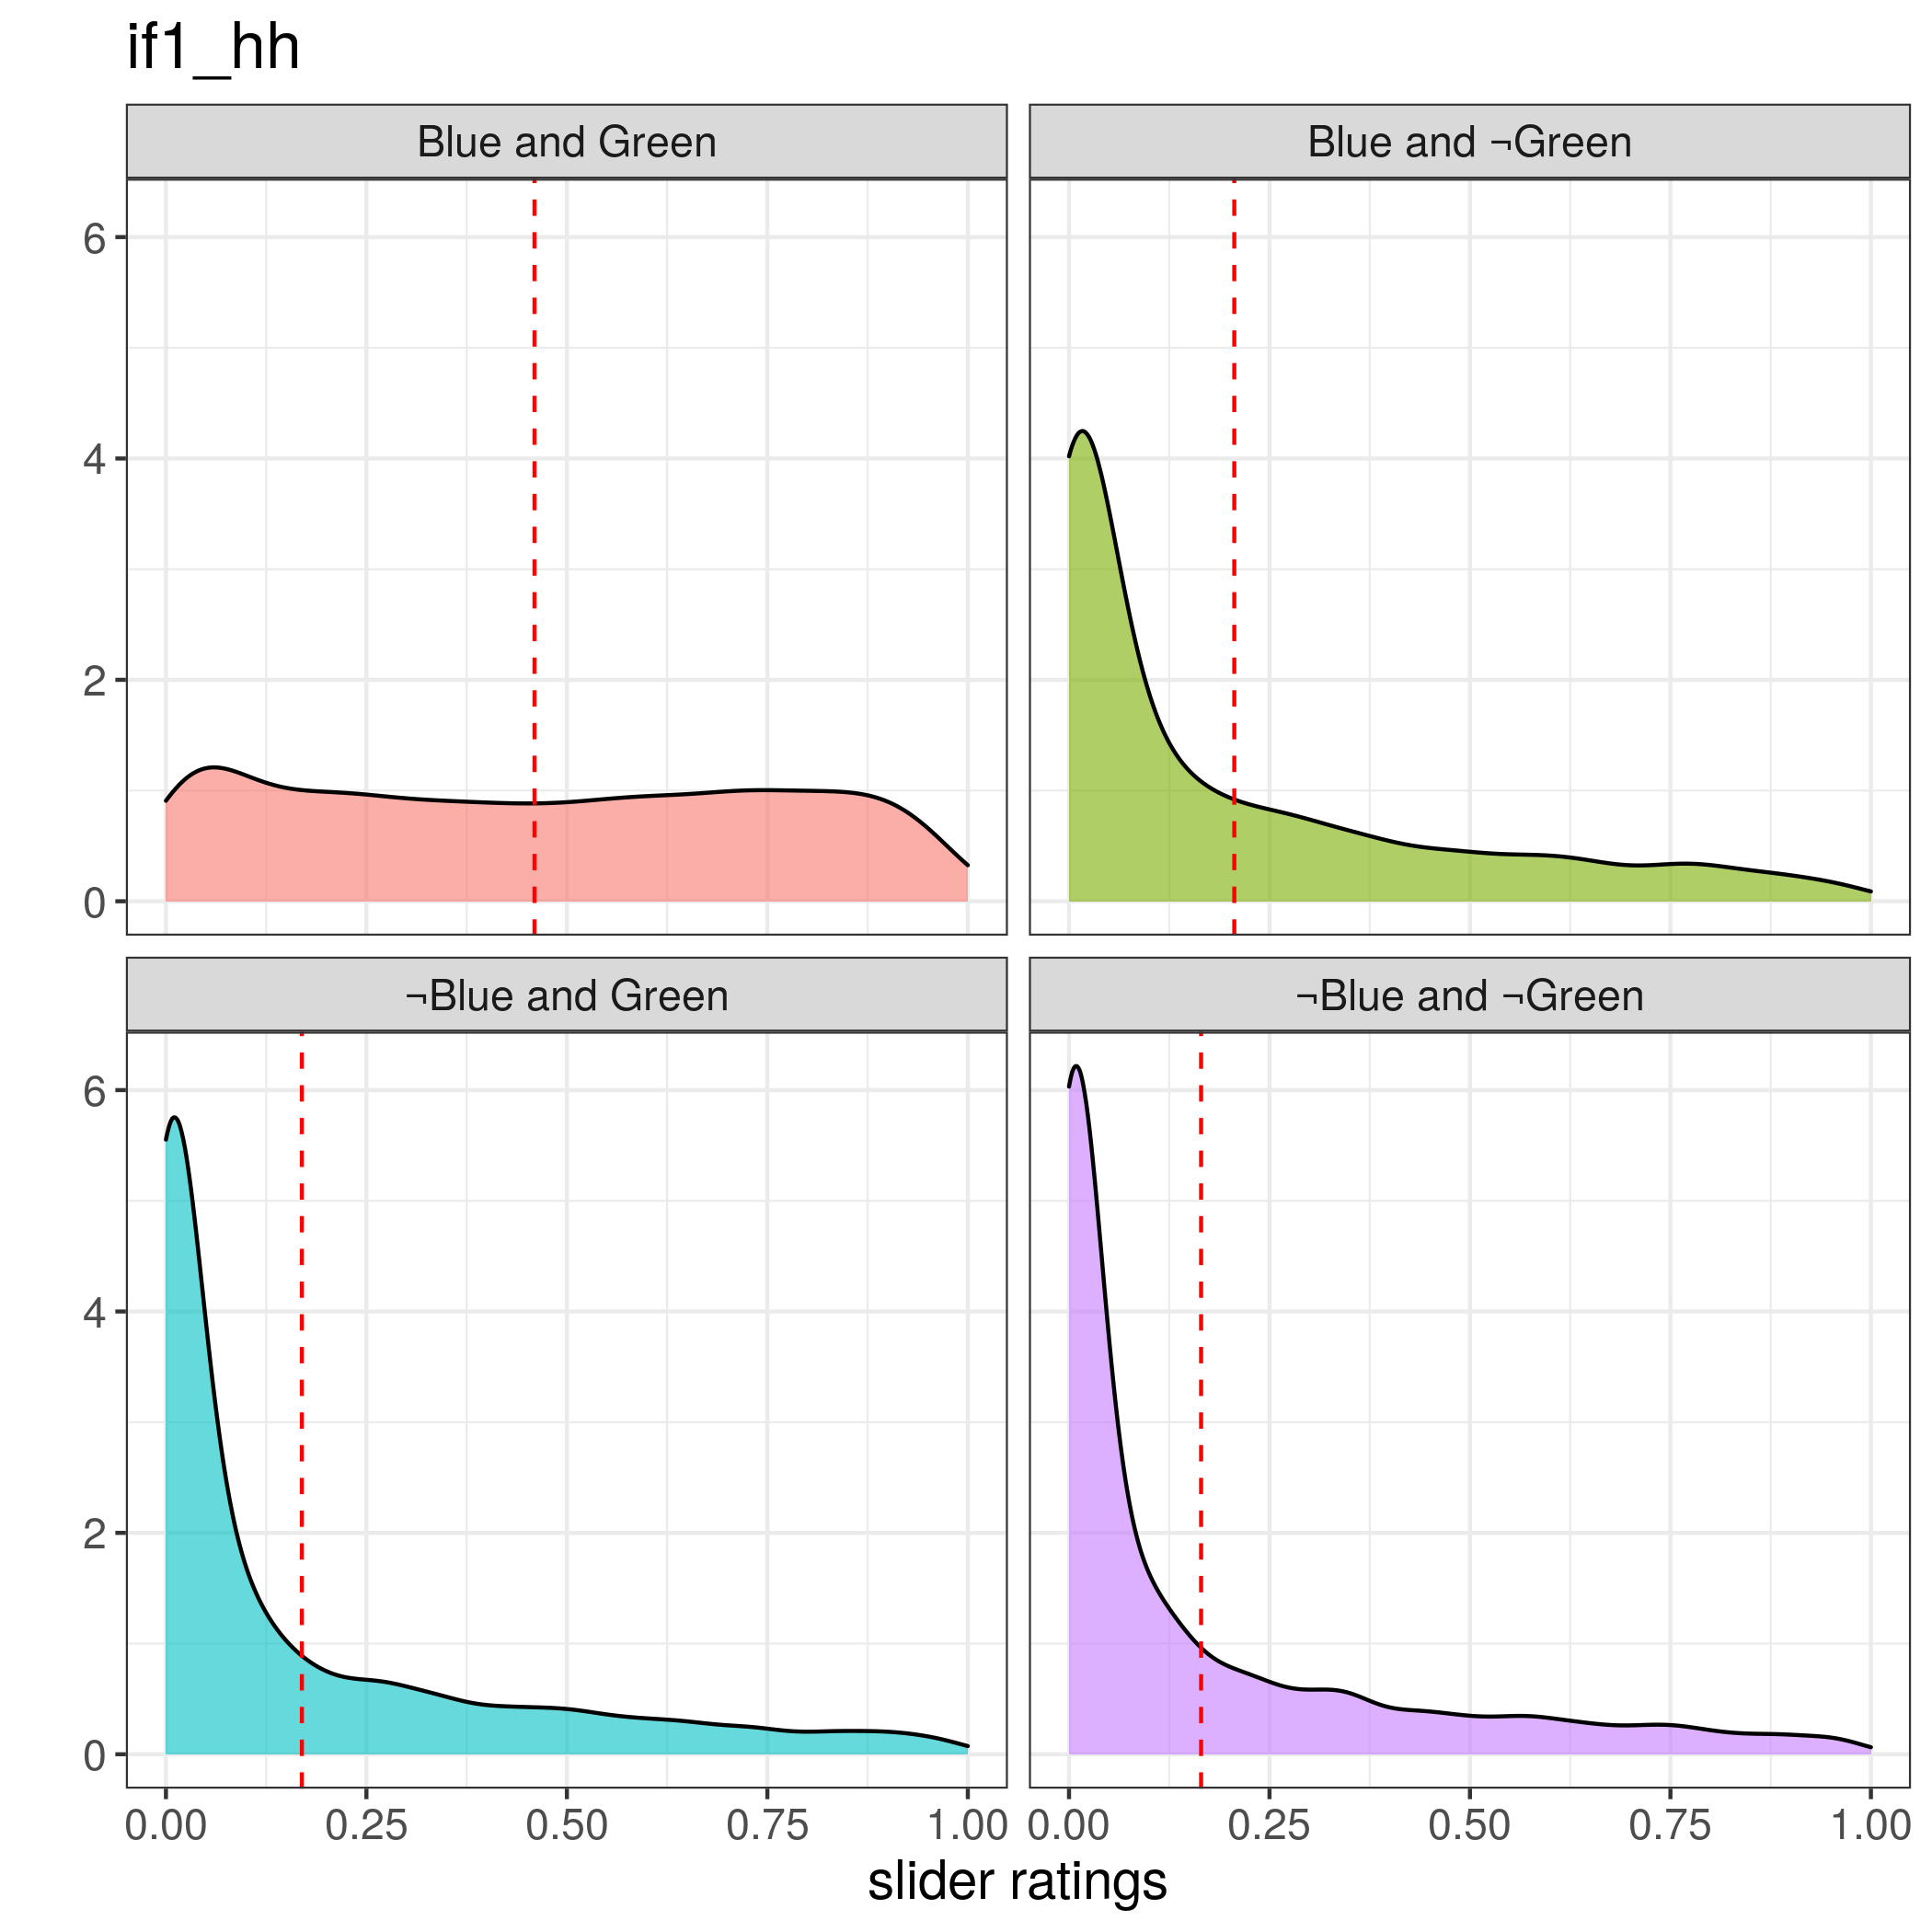 if1_hh
Blue and Green
Blue and ¬Green
6
4
2
0
¬Blue and Green
¬Blue and ¬Green
6
4
2
0
0.00 0.25 0.50 0.75 1.00 0.00 0.25 0.50 0.75 1.00
slider ratings